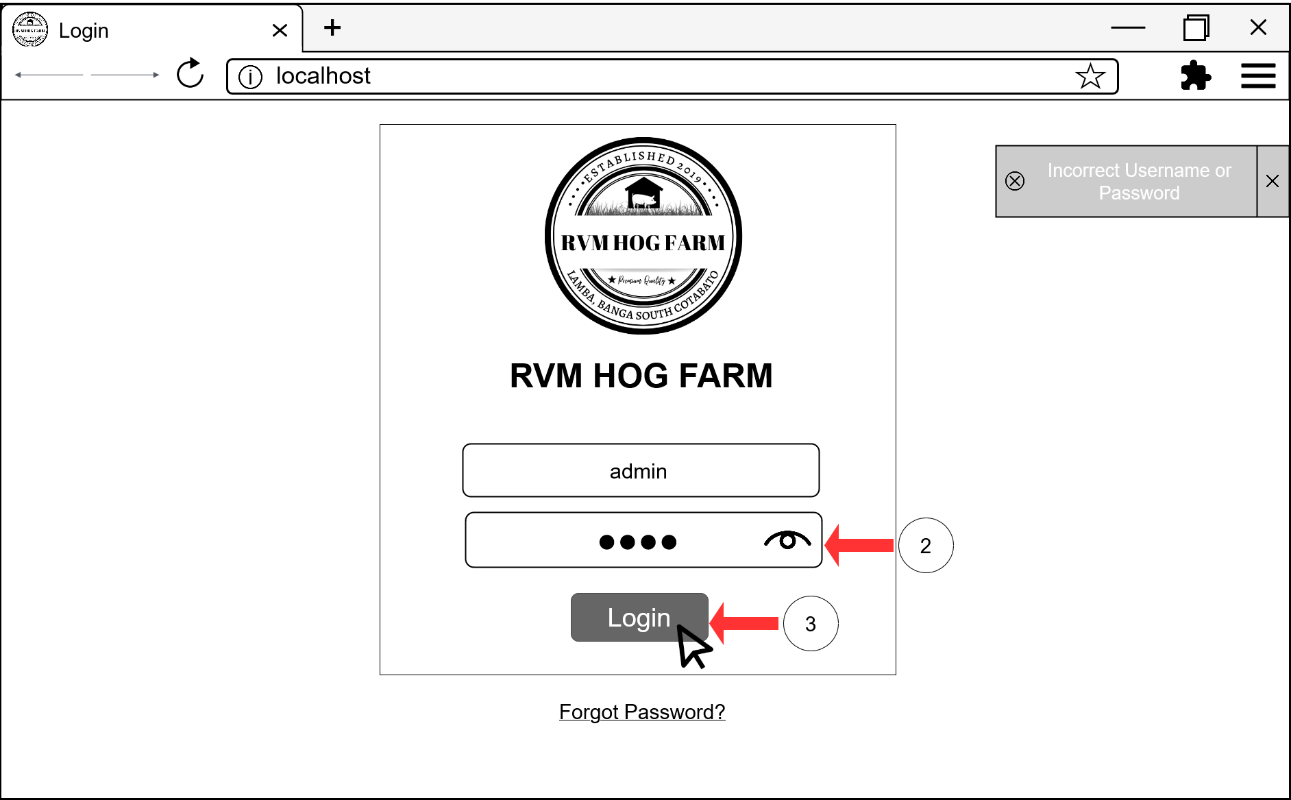 Login
localhost
Incorrect Username or
Password
ESTABLISHED 2019
RVM HOG FARM
Premium Quality
LAMBA, BANGA SOUTH COTABATO
RVM HOG FARM
admin
2
Login
3
Forgot Password?